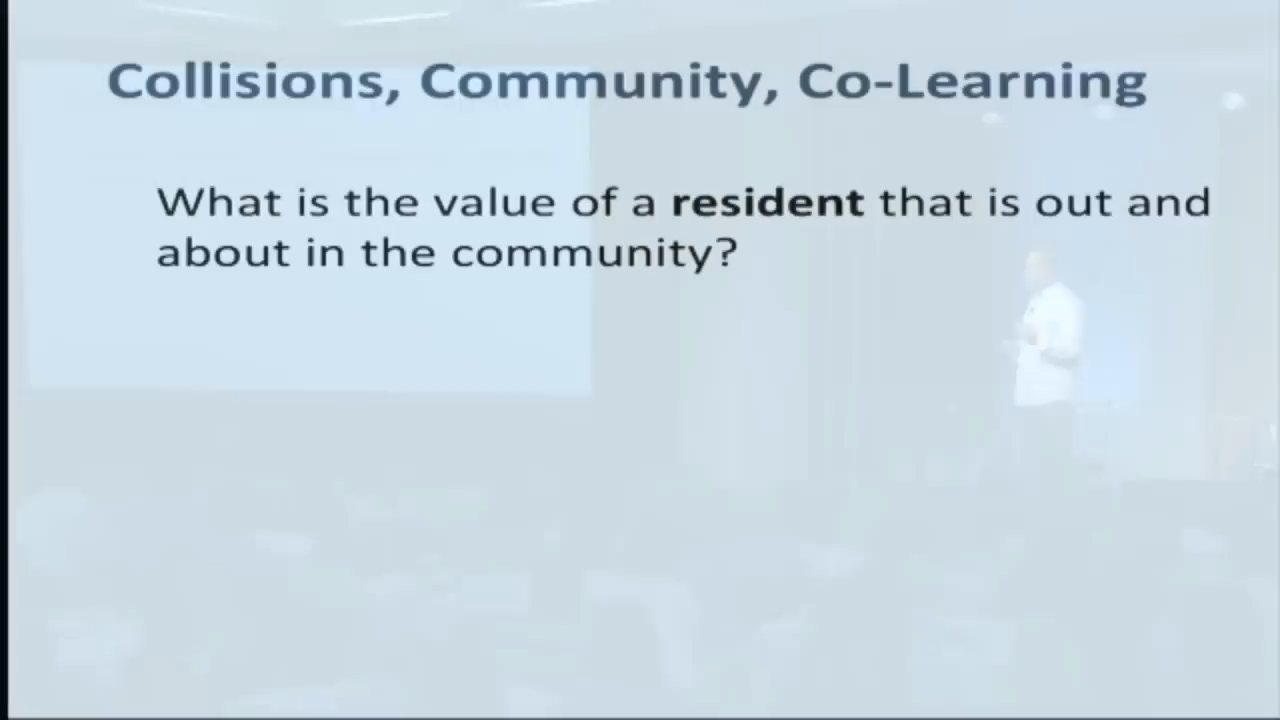 Collisions, Community, Co-Learning
What is the value of a resident that is out and
about in the community?